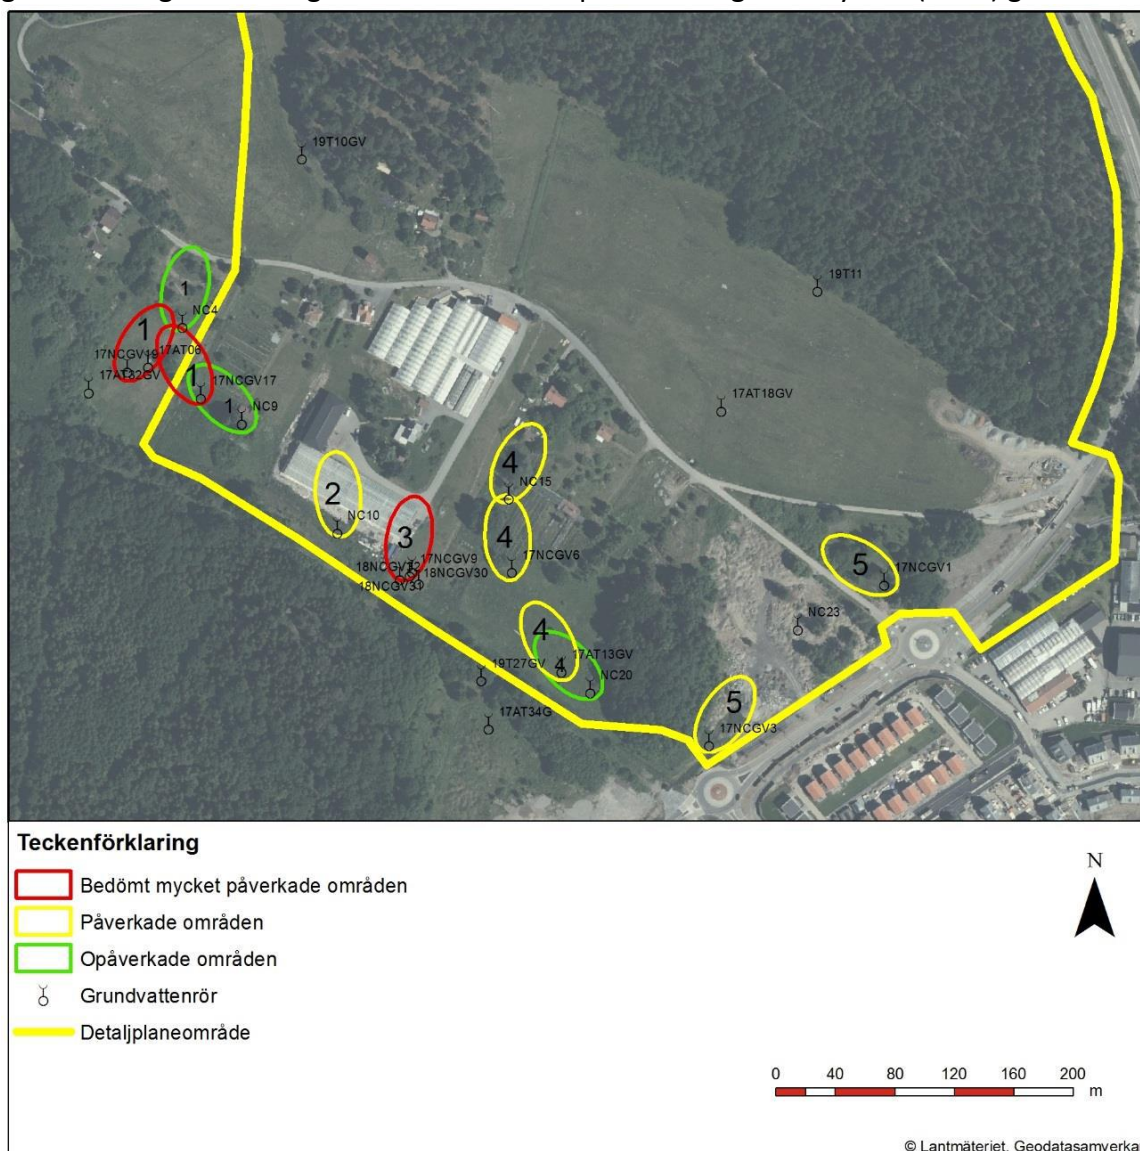 19T10GV
19T11
1
NC4
1
17AT06
17NCGV19
17AT32GV
1
17NCGV17
1
NC9
17AT18GV
4
NC15
2
NC10
3
4
17NCGV9
17NCGV6
18NCGV30
18NCGV31
5
17NCGV1
NC23
4
17AT13GV
4
19T27GV
NC20
5
17AT34G
17NCGV3
Teckenförklaring
Bedömt mycket påverkade områden
Påverkade områden
Opåverkade områden
Grundvattenrör
Detaljplaneområde
N
0 40 80 120 160 200
m
© Lantmäteriet, Geodatasamverka